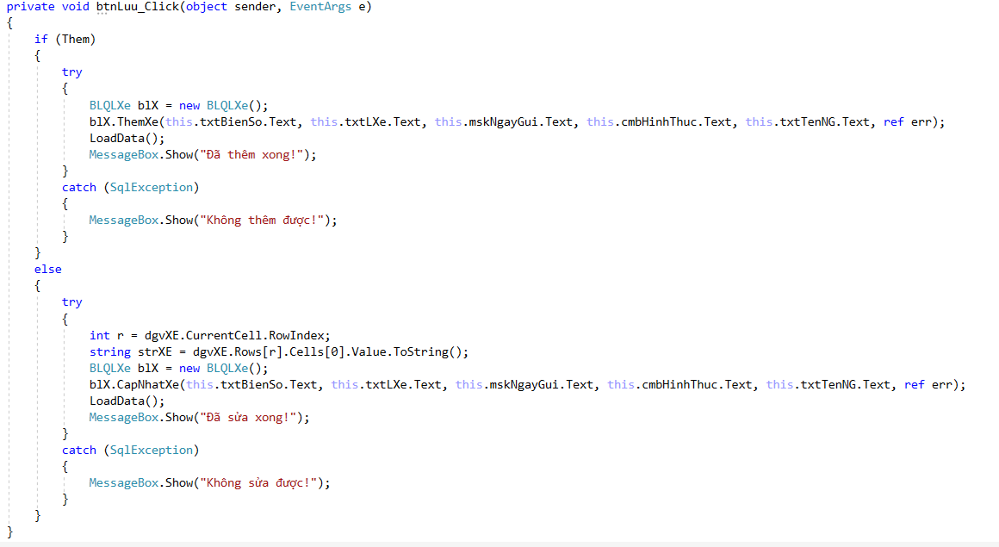 private void btnLuu_Click(object sender, EventArgs e)
{
    if (Them)
    {
        try
        {
            BLQLXe blX = new BLQLXe();
            blX.ThemXe(this.txtBienSo.Text, this.txtLXe.Text, this.mskNgayGui.Text, this.cmbHinhThuc.Text, this.txtTenNG.Text, ref err);
            LoadData();
            MessageBox.Show("Đã thêm xong!");
        }
        catch (SqlException)
        {
            MessageBox.Show("Không thêm được!");
        }
    }
    else
    {
        try
        {
            int r = dgvXE.CurrentCell.RowIndex;
            string strXE = dgvXE.Rows[r].Cells[0].Value.ToString();
            BLQLXe blX = new BLQLXe();
            blX.CapNhatXe(this.txtBienSo.Text, this.txtLXe.Text, this.mskNgayGui.Text, this.cmbHinhThuc.Text, this.txtTenNG.Text, ref err);
            LoadData();
            MessageBox.Show("Đã sửa xong!");
        }
        catch (SqlException)
        {
            MessageBox.Show("Không sửa được!");
        }
    }
}